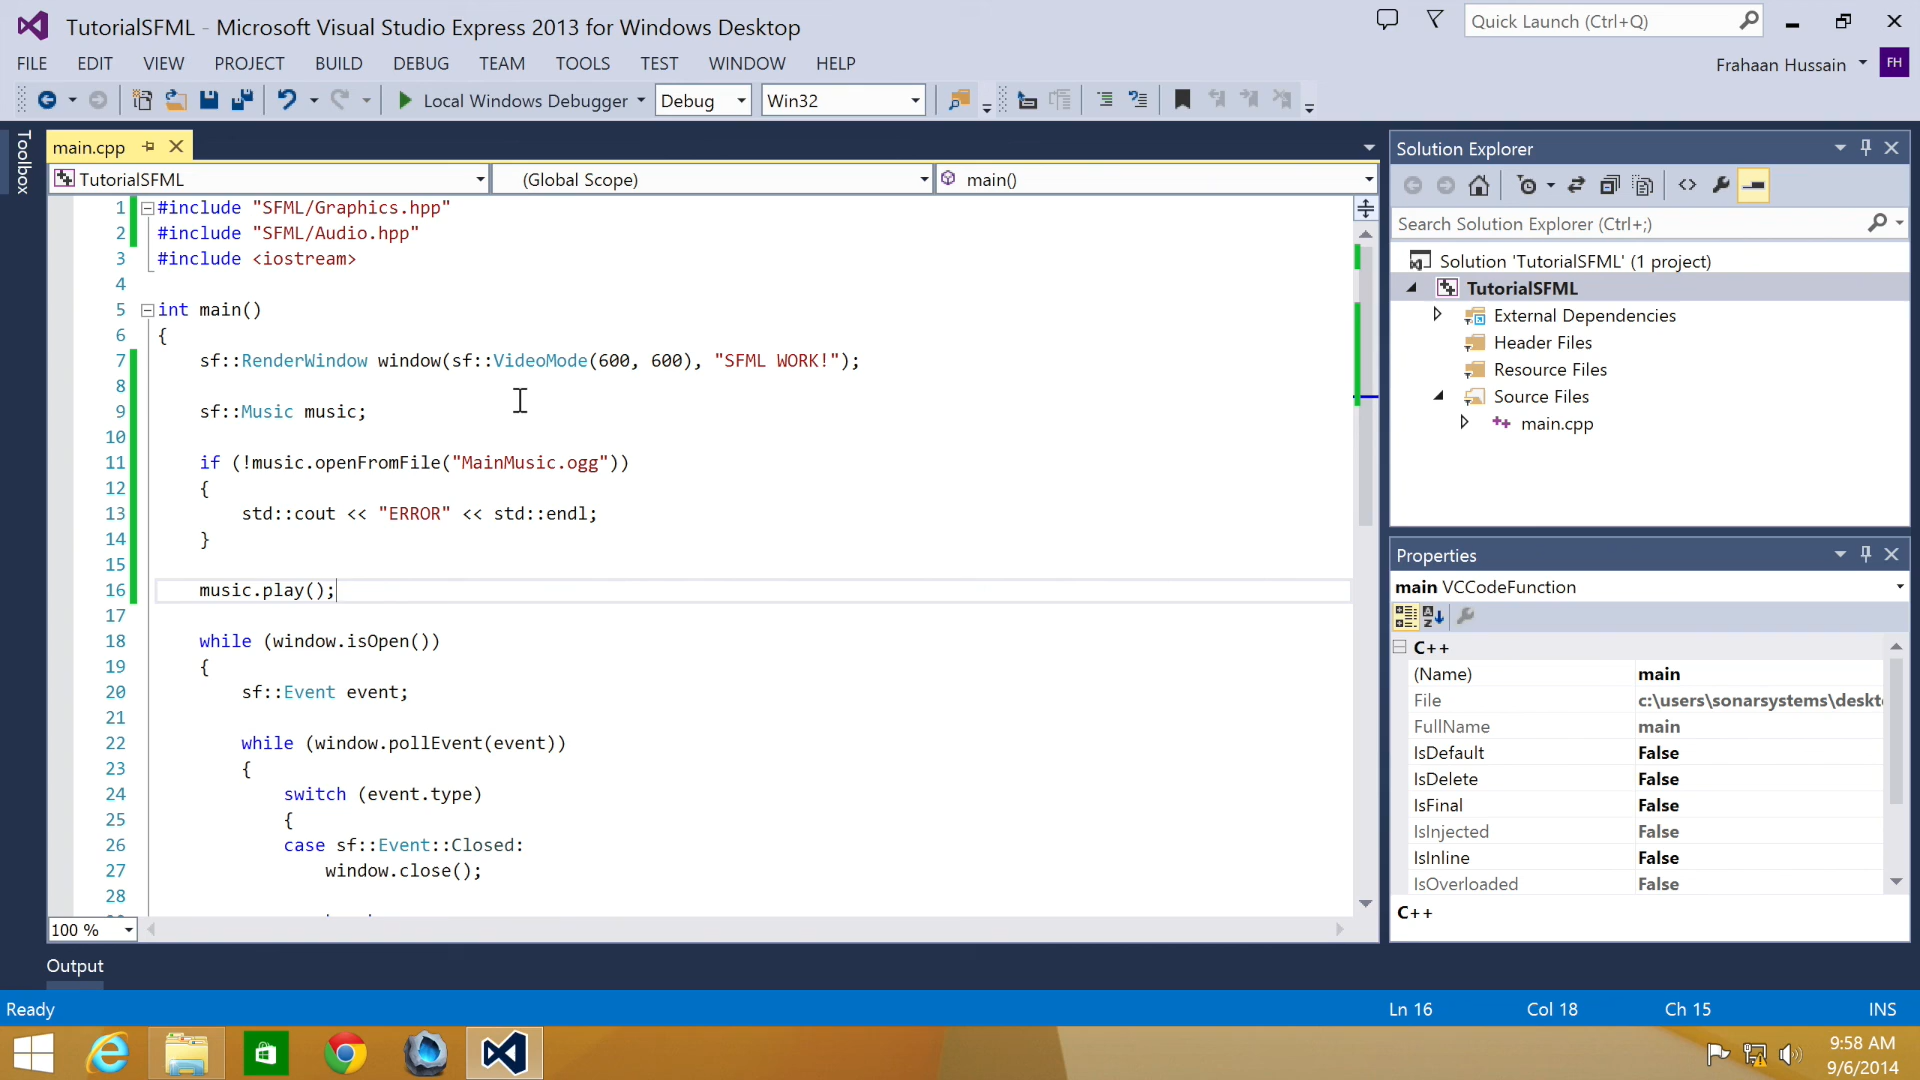 TutorialSFML - Microsoft Visual Studio Express 2013 for Windows Desktop
Quick Launch (Ctrl+Q)
FILE EDIT VIEW PROJECT BUILD DEBUG TEAM TOOLS TEST WINDOW HELP
Frahaan Hussain FH
Local Windows Debugger Debug Win32
Toolbox
main.cpp
TutorialSFML (Global Scope) main()
1 #include "SFML/Graphics.hpp"
2 #include "SFML/Audio.hpp"
3 #include <iostream>
4
5 int main()
6 {
7 sf::RenderWindow window(sf::VideoMode(600, 600), "SFML WORK!");
8
9 sf::Music music;
10
11 if (!music.openFromFile("MainMusic.ogg"))
12 {
13 std::cout << "ERROR" << std::endl;
14 }
15
16 music.play();
17
18 while (window.isOpen())
19 {
20 sf::Event event;
21
22 while (window.pollEvent(event))
23 {
24 switch (event.type)
25 {
26 case sf::Event::Closed:
27 window.close();
28
100 %
Output
Solution Explorer
Search Solution Explorer (Ctrl+;)
Solution 'TutorialSFML' (1 project)
TutorialSFML
External Dependencies
Header Files
Resource Files
Source Files
main.cpp
Properties
main VCCodeFunction
C++
(Name) main
File c:\users\sonarsystems\deskt
FullName main
IsDefault False
IsDelete False
IsFinal False
IsInjected False
IsInline False
IsOverloaded False
C++
Ready Ln 16 Col 18 Ch 15 INS
9:58 AM
9/6/2014